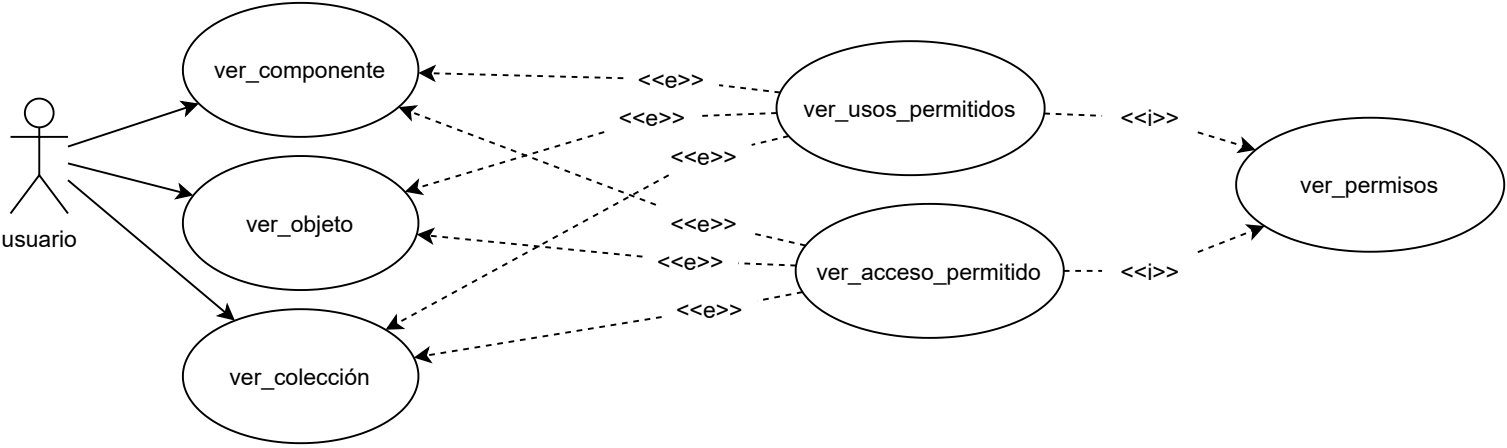 ver_componente
<<e>>
ver_usos_permitidos
<<e>>
<<i>>
<<e>>
ver_permisos
ver_objeto
<<e>>
usuario
<<e>>
ver_acceso_permitido
<<i>>
<<e>>
ver_colección